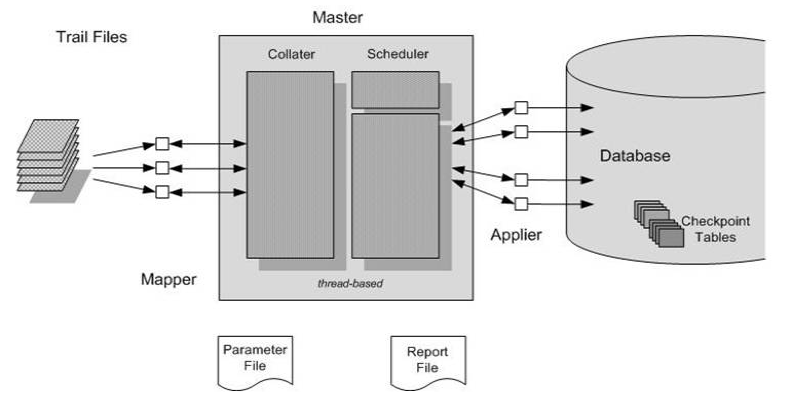 Master
Trail Files
Collater
Scheduler
Database
Checkpoint
Tables
Applier
Mapper
thread-based
Parameter
File
Report
File